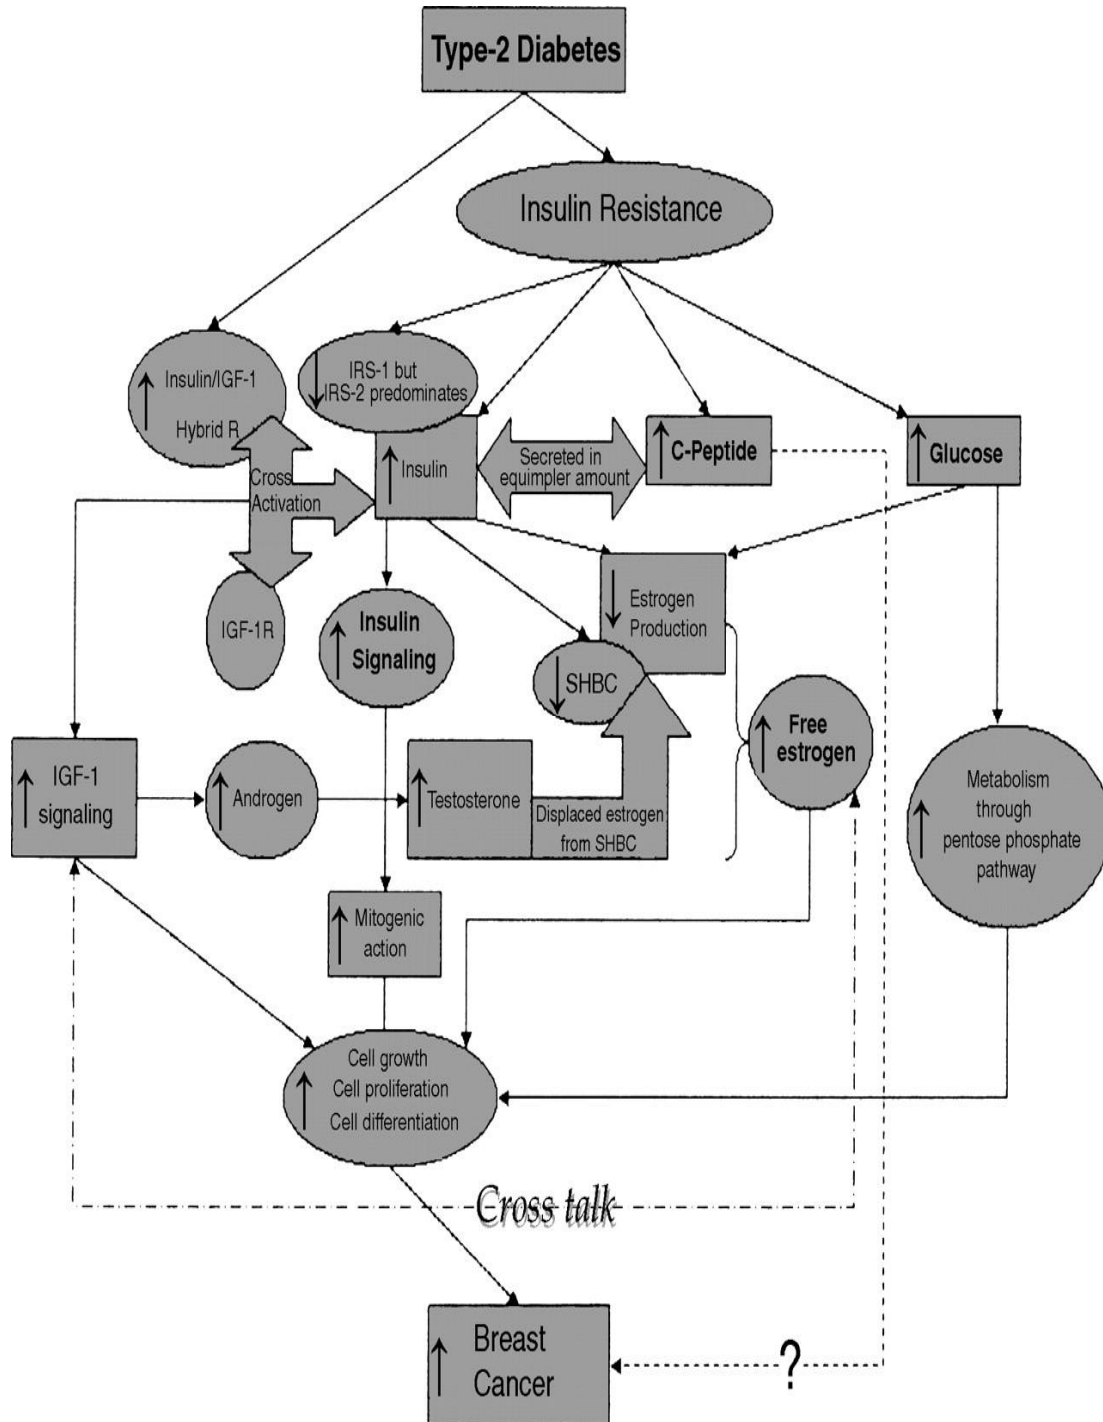 Type-2 Diabetes
Insulin Resistance
Insulin/IGF-1
Hybrid R
IRS-1 but
IRS-2 predominates
Insulin
Secreted in
equimpler amount
C-Peptide
Glucose
Cross
Activation
IGF-1R
Insulin
Signaling
Estrogen
Production
SHBC
Free
estrogen
IGF-1
signaling
Androgen
Testosterone
Displaced estrogen
from SHBC
Metabolism
through
pentose phosphate
pathway
Mitogenic
action
Cell growth
Cell proliferation
Cell differentiation
Cross talk
Breast
Cancer
?